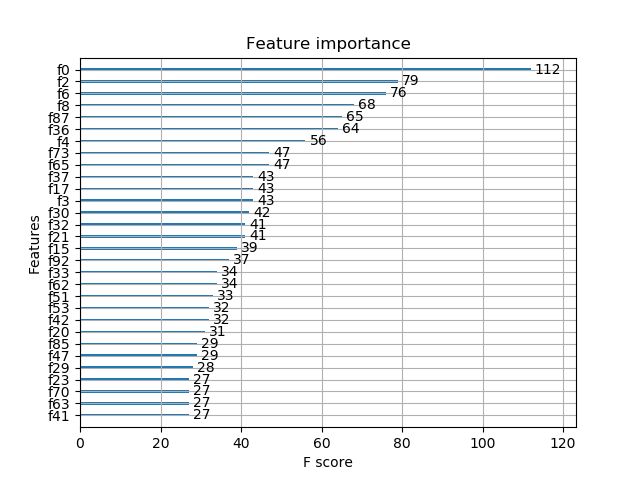 Feature importance
f0 112
f2 79
f6 76
f8 68
f87 65
f36 64
f4 56
f73 47
f65 47
f37 43
f17 43
f3 43
f30 42
f32 41
f21 41
f15 39
f92 37
f33 34
f62 34
f51 33
f53 32
f42 32
f20 31
f85 29
f47 29
f29 28
f23 27
f70 27
f63 27
f41 27
Features
0 20 40 60 80 100 120
F score